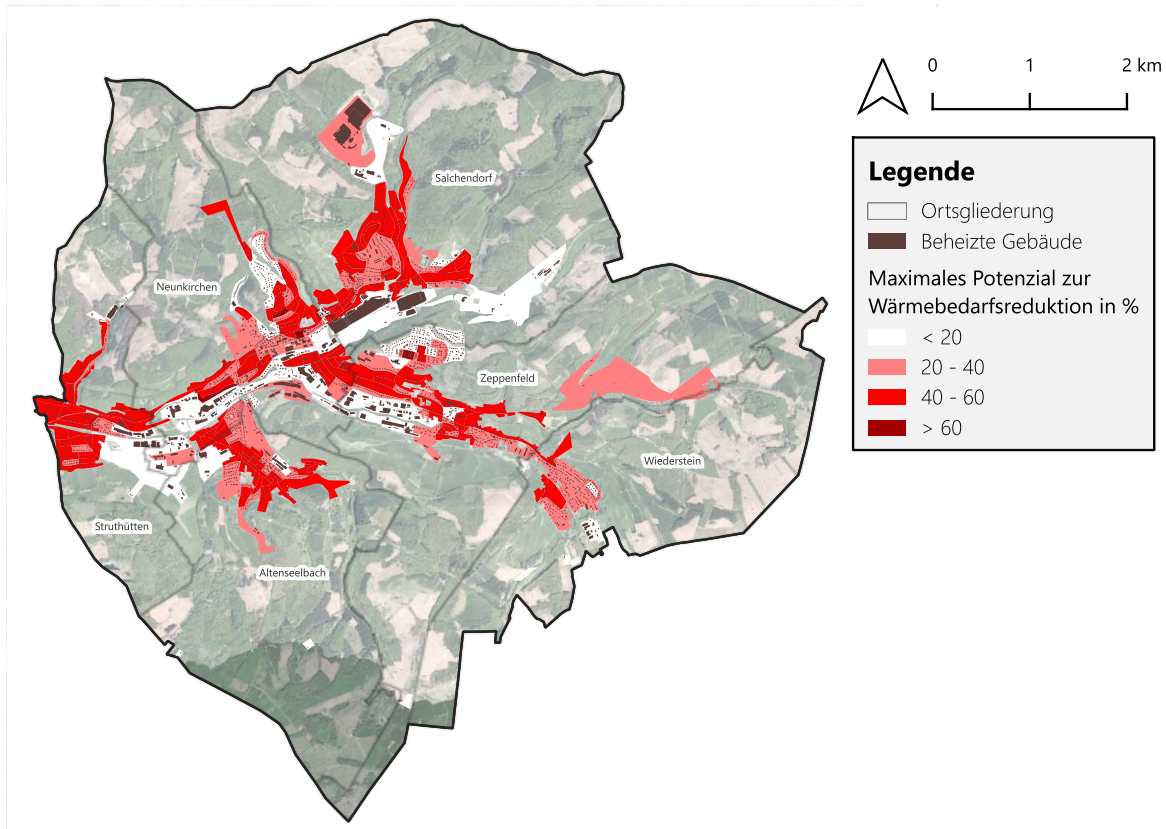 0 1 2 km
Legende
Ortsgliederung
Beheizte Gebäude
Maximales Potenzial zur
Wärmebedarfsreduktion in %
< 20
20 - 40
40 - 60
> 60
Salchendorf
Neunkirchen
Zeppenfeld
Wiederstein
Struthütten
Altenseelbach